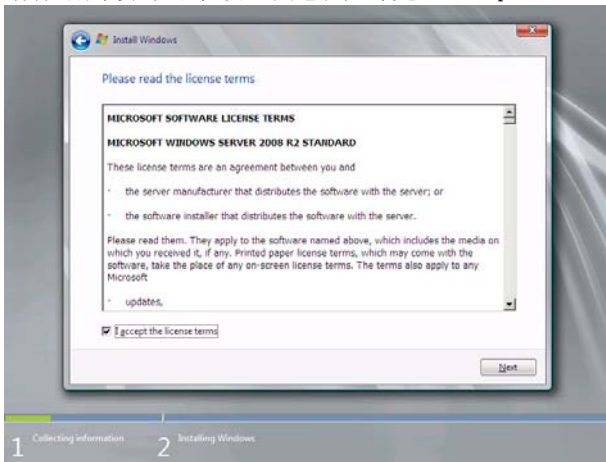 Install Windows
Please read the license terms
MICROSOFT SOFTWARE LICENSE TERMS
MICROSOFT WINDOWS SERVER 2008 R2 STANDARD
These license terms are an agreement between you and
· the server manufacturer that distributes the software with the server; or
· the software installer that distributes the software with the server.
Please read them. They apply to the software named above, which includes the media on
which you received it, if any. Printed paper license terms, which may come with the
software, take the place of any on-screen license terms. The terms also apply to any
Microsoft
· updates,
I accept the license terms
Next
1 Collecting information 2 Installing Windows